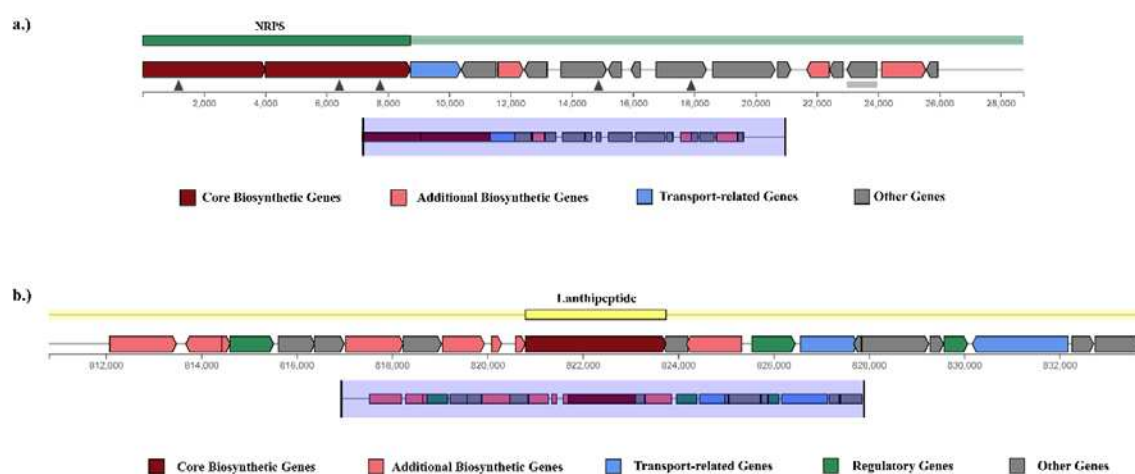 a.)
NRPS
2,000 4,000 6,000 8,000 10,000 12,000 14,000 16,000 18,000 20,000 22,000 24,000 26,000 28,000
Core Biosynthetic Genes Additional Biosynthetic Genes Transport-related Genes Other Genes
b.)
Lanthipeptide
812,000 814,000 816,000 818,000 820,000 822,000 824,000 826,000 828,000 830,000 832,000
Core Biosynthetic Genes Additional Biosynthetic Genes Transport-related Genes Regulatory Genes Other Genes